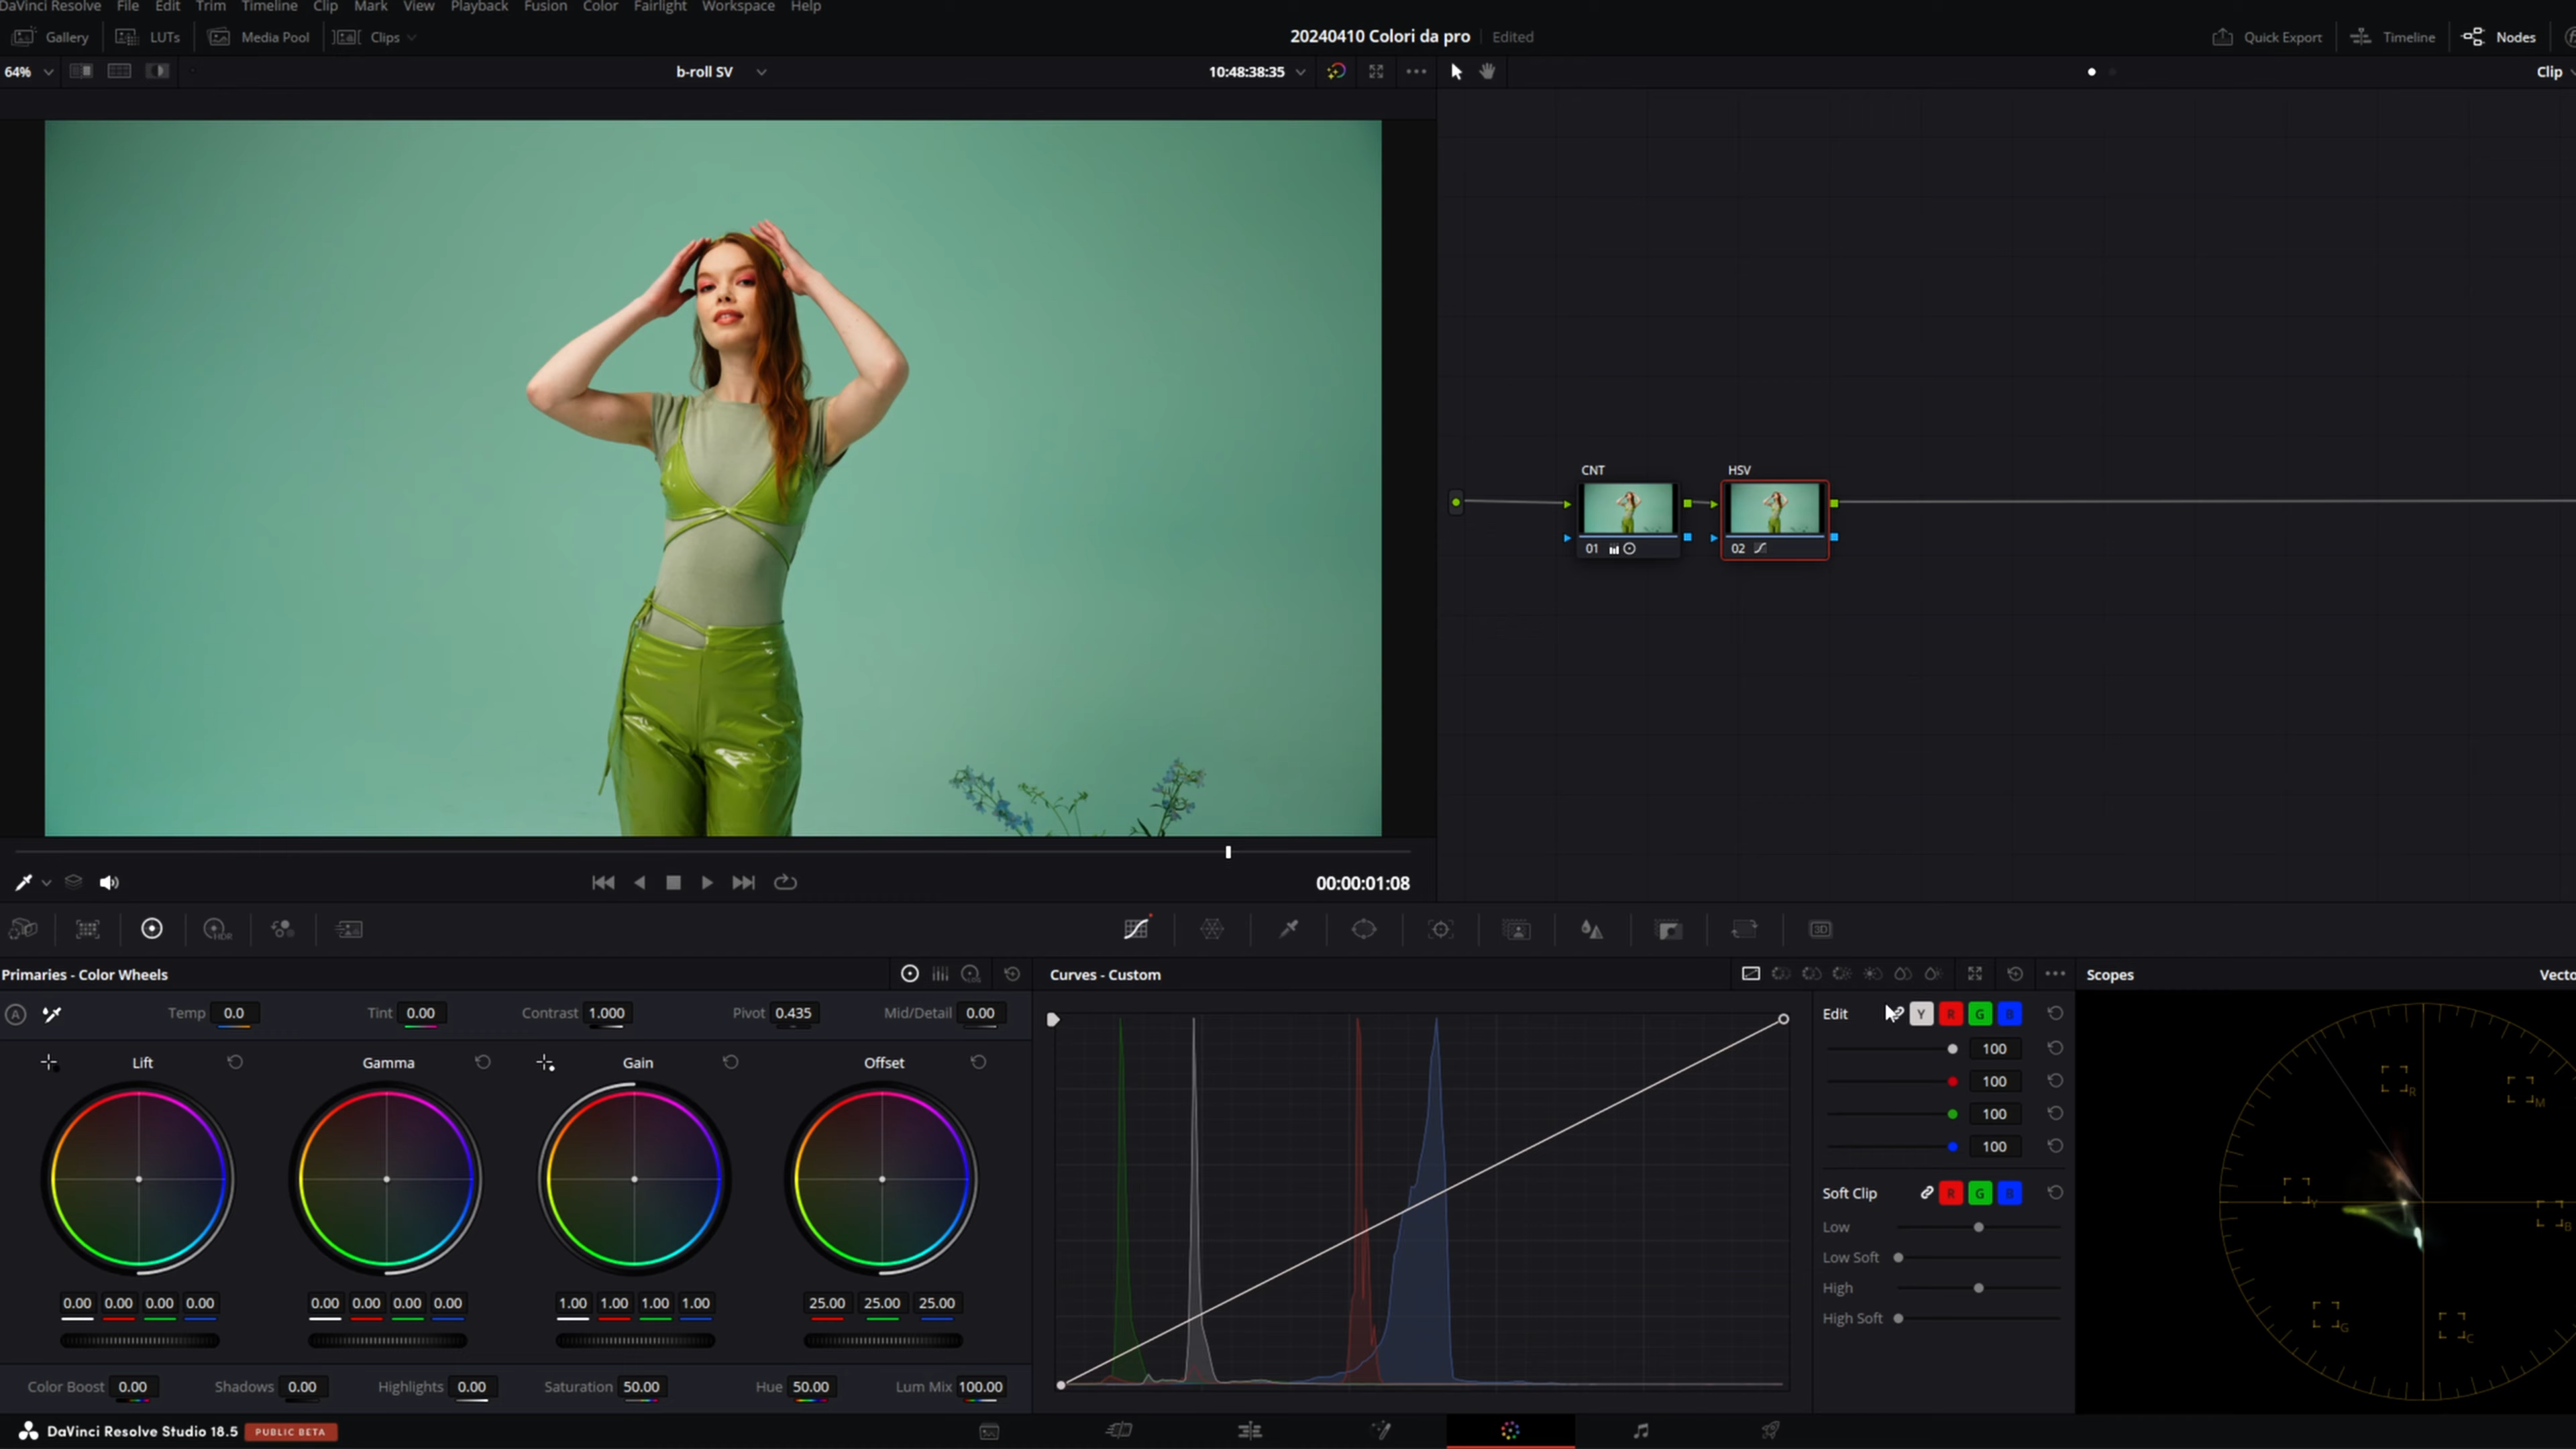 DaVinci Resolve File Edit Trim Timeline Clip Mark View Playback Fusion Color Fairlight Workspace Help
Gallery LUTs Media Pool Clips 20240410 Colori da pro Edited Quick Export Timeline Nodes
64% b-roll SV 10:48:38:35 Clip
CNT HSV
01 02
00:00:01:08
HDR 3D
Primaries - Color Wheels Curves - Custom Scopes Vecto
A Temp 0.0 Tint 0.00 Contrast 1.000 Pivot 0.435 Mid/Detail 0.00 Edit Y R G B
Lift Gamma Gain Offset 100
100
100
100
Soft Clip R G B
Low
Low Soft
High
High Soft
R M Y B G C
0.00 0.00 0.00 0.00 0.00 0.00 0.00 0.00 1.00 1.00 1.00 1.00 25.00 25.00 25.00
Color Boost 0.00 Shadows 0.00 Highlights 0.00 Saturation 50.00 Hue 50.00 Lum Mix 100.00
DaVinci Resolve Studio 18.5 PUBLIC BETA